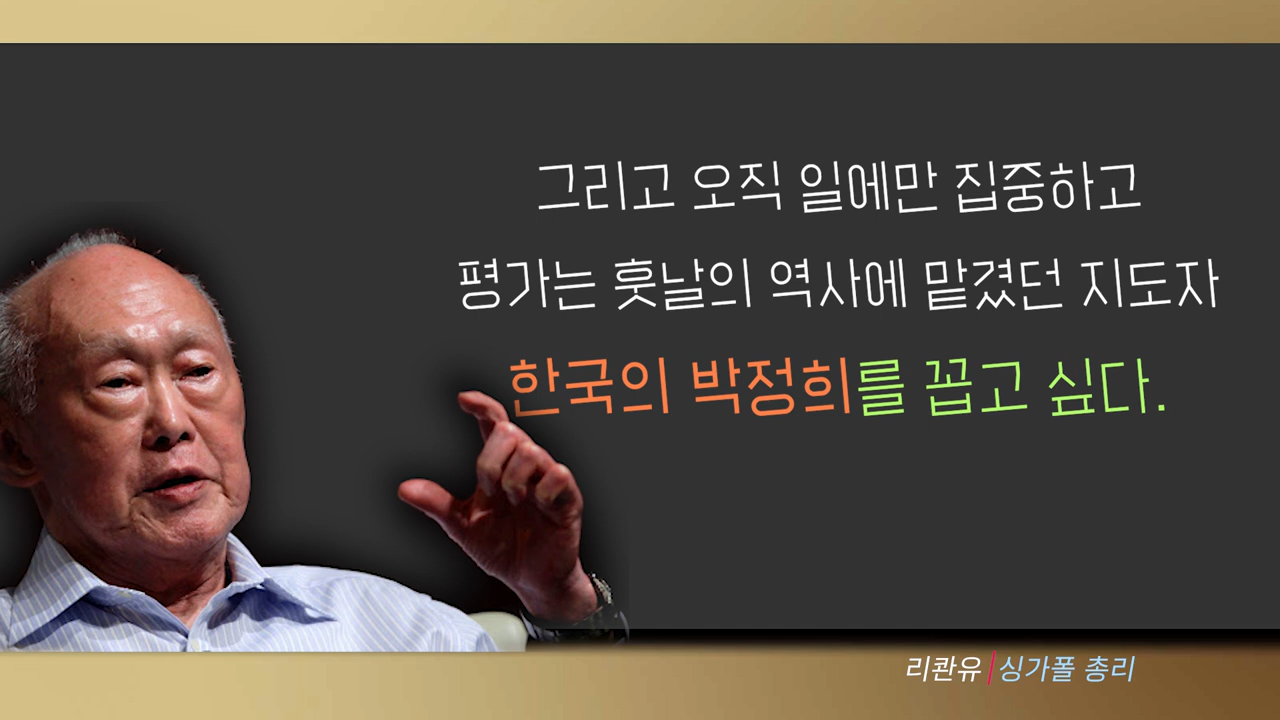 그리고 오직 일에만 집중하고
평가는 훗날의 역사에 맡겼던 지도자
한국의 박정희를 꼽고 싶다.
리콴유|싱가폴 총리